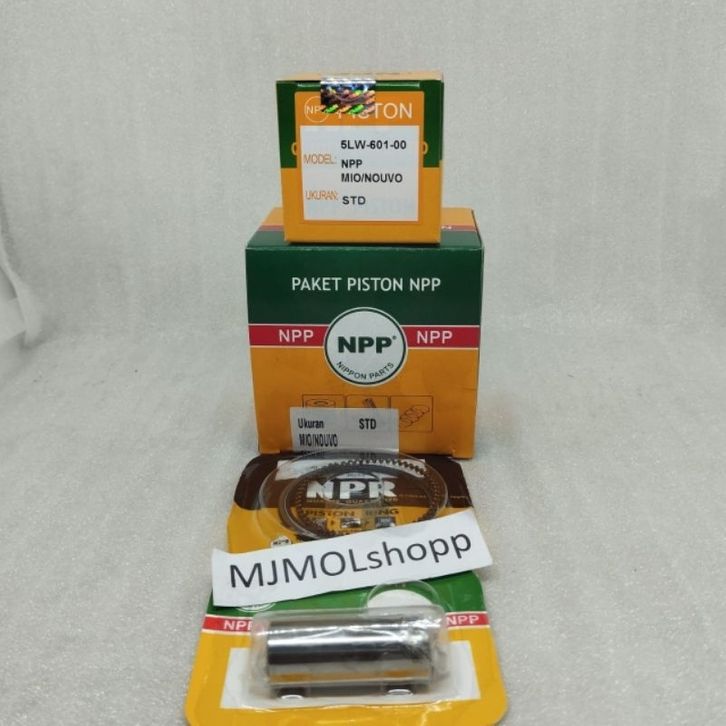 NPP PISTON
5LW-601-00
MODEL: NPP
MIO/NOUVO
UKURAN: STD
PAKET PISTON NPP
NPP NPP
NPP®
NIPPON PARTS
Ukuran STD
MIO/NOUVO
NPR
PISTON RING
MJMOLshopp
NPP NPP